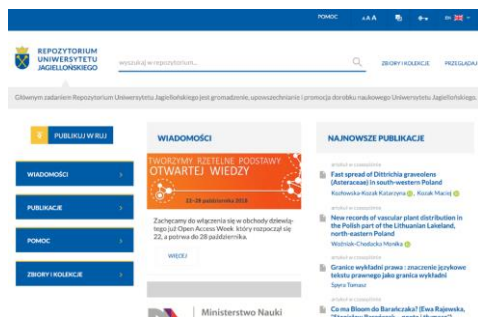 POMOC
A A A
REPOZYTORIUM
UNIWERSYTETU
JAGIELLOŃSKIEGO
wyszukaj w repozytorium...
ZBIORY I KOLEKCJE
PRZEGLĄDAJ
Głównym zadaniem Repozytorium Uniwersytetu Jagiellońskiego jest gromadzenie, upowszechnianie i promocja dorobku naukowego Uniwersytetu Jagiellońskiego,
PUBLIKUJ W RUJ
WIADOMOŚCI
PUBLIKACJE
POMOC
ZBIORY I KOLEKCJE
WIADOMOŚCI
TWORZYMY RZETELNE PODSTAWY
OTWARTEJ WIEDZY
22–28 października 2018
Zachęcamy do włączenia się w obchody dziewią-
tego już Open Access Week który rozpoczął się
22, a potrwa do 28 października.
WIĘCEJ
Ministerstwo Nauki
NAJNOWSZE PUBLIKACJE
artykuł w czasopiśmie
Fast spread of Dittrichia graveolens
(Asteraceae) in south-western Poland
Kozłowska-Kozak Katarzyna, Kozak Maciej
artykuł w czasopiśmie
New records of vascular plant distribution in
the Polish part of the Lithuanian Lakeland,
north-eastern Poland
Woźniak-Chodacka Monika
artykuł w czasopiśmie
Granice wykładni prawa : znaczenie językowe
tekstu prawnego jako granica wykładni
Spyra Tomasz
artykuł w czasopiśmie
Co ma Bloom do Barańczaka? [Ewa Rajewska,